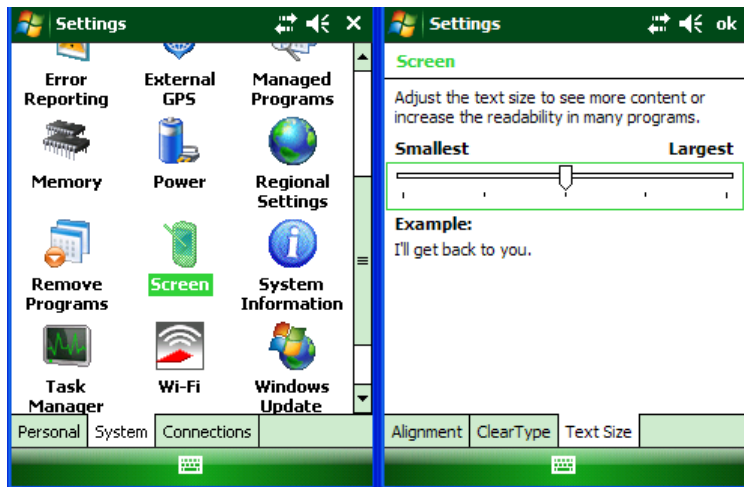 Settings
Error
Reporting
External
GPS
Managed
Programs
Memory
Power
Regional
Settings
Remove
Programs
Screen
System
Information
Task
Manager
Wi-Fi
Windows
Update
Personal System Connections
Settings ok
Screen
Adjust the text size to see more content or
increase the readability in many programs.
Smallest Largest
Example:
I'll get back to you.
Alignment ClearType Text Size